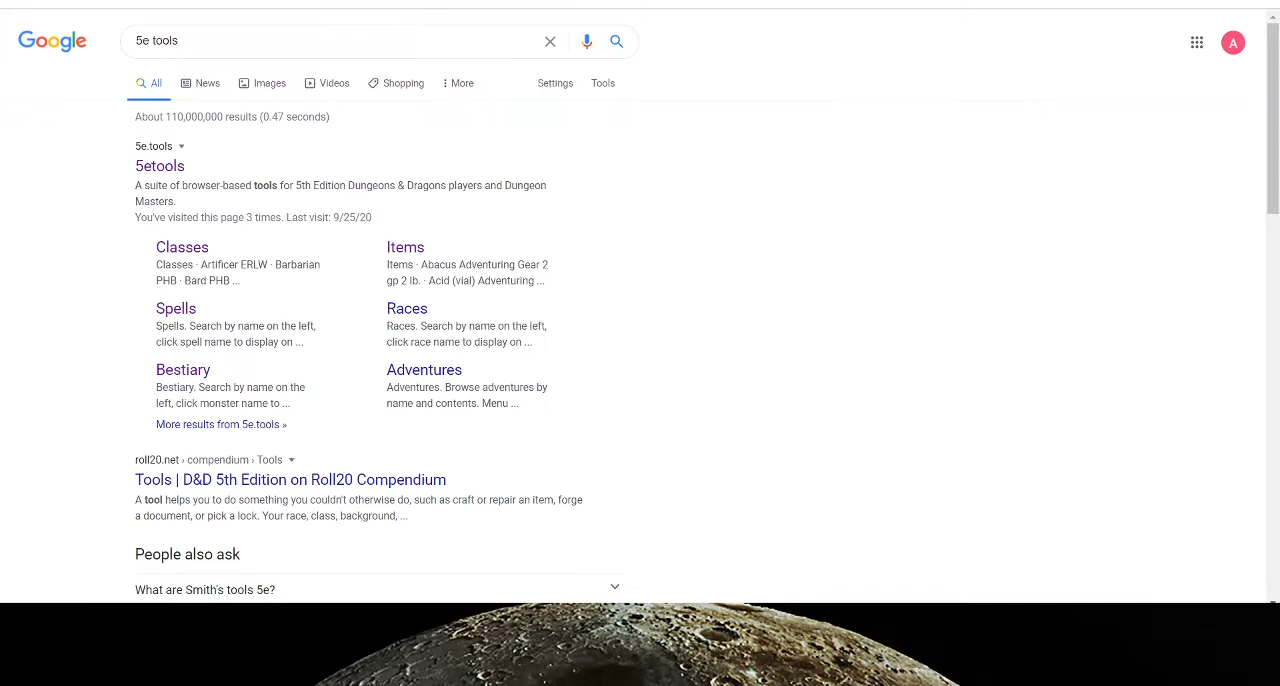 Google
5e tools
A
All News Images Videos Shopping More Settings Tools
About 110,000,000 results (0.47 seconds)
5e.tools
5etools
A suite of browser-based tools for 5th Edition Dungeons & Dragons players and Dungeon
Masters.
You've visited this page 3 times. Last visit: 9/25/20
Classes
Classes · Artificer ERLW · Barbarian
PHB · Bard PHB ...
Items
Items · Abacus Adventuring Gear 2
gp 2 lb. · Acid (vial) Adventuring ...
Spells
Spells. Search by name on the left,
click spell name to display on ...
Races
Races. Search by name on the left,
click race name to display on ...
Bestiary
Bestiary. Search by name on the
left, click monster name to ...
Adventures
Adventures. Browse adventures by
name and contents. Menu ...
More results from 5e.tools »
roll20.net › compendium › Tools
Tools | D&D 5th Edition on Roll20 Compendium
A tool helps you to do something you couldn't otherwise do, such as craft or repair an item, forge
a document, or pick a lock. Your race, class, background, ...
People also ask
What are Smith's tools 5e?